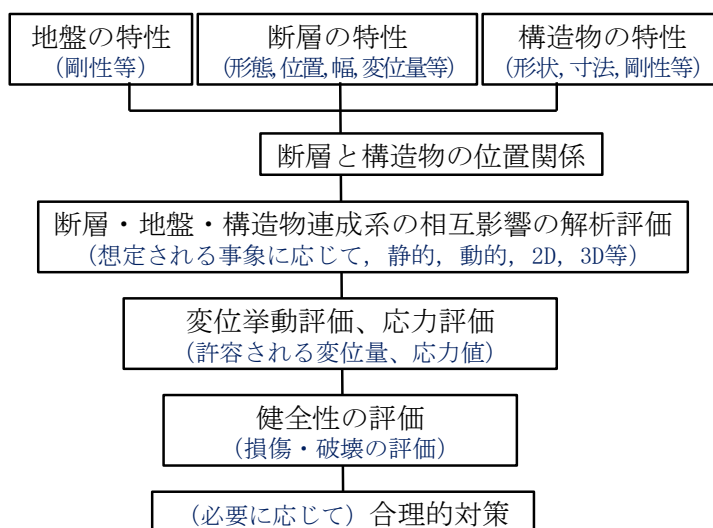 地盤の特性
(剛性等)
断層の特性
(形態,位置,幅,変位量等)
構造物の特性
(形状,寸法,剛性等)
断層と構造物の位置関係
断層・地盤・構造物連成系の相互影響の解析評価
(想定される事象に応じて, 静的, 動的, 2D, 3D等)
変位挙動評価、応力評価
(許容される変位量、応力値)
健全性の評価
(損傷・破壊の評価)
(必要に応じて) 合理的対策